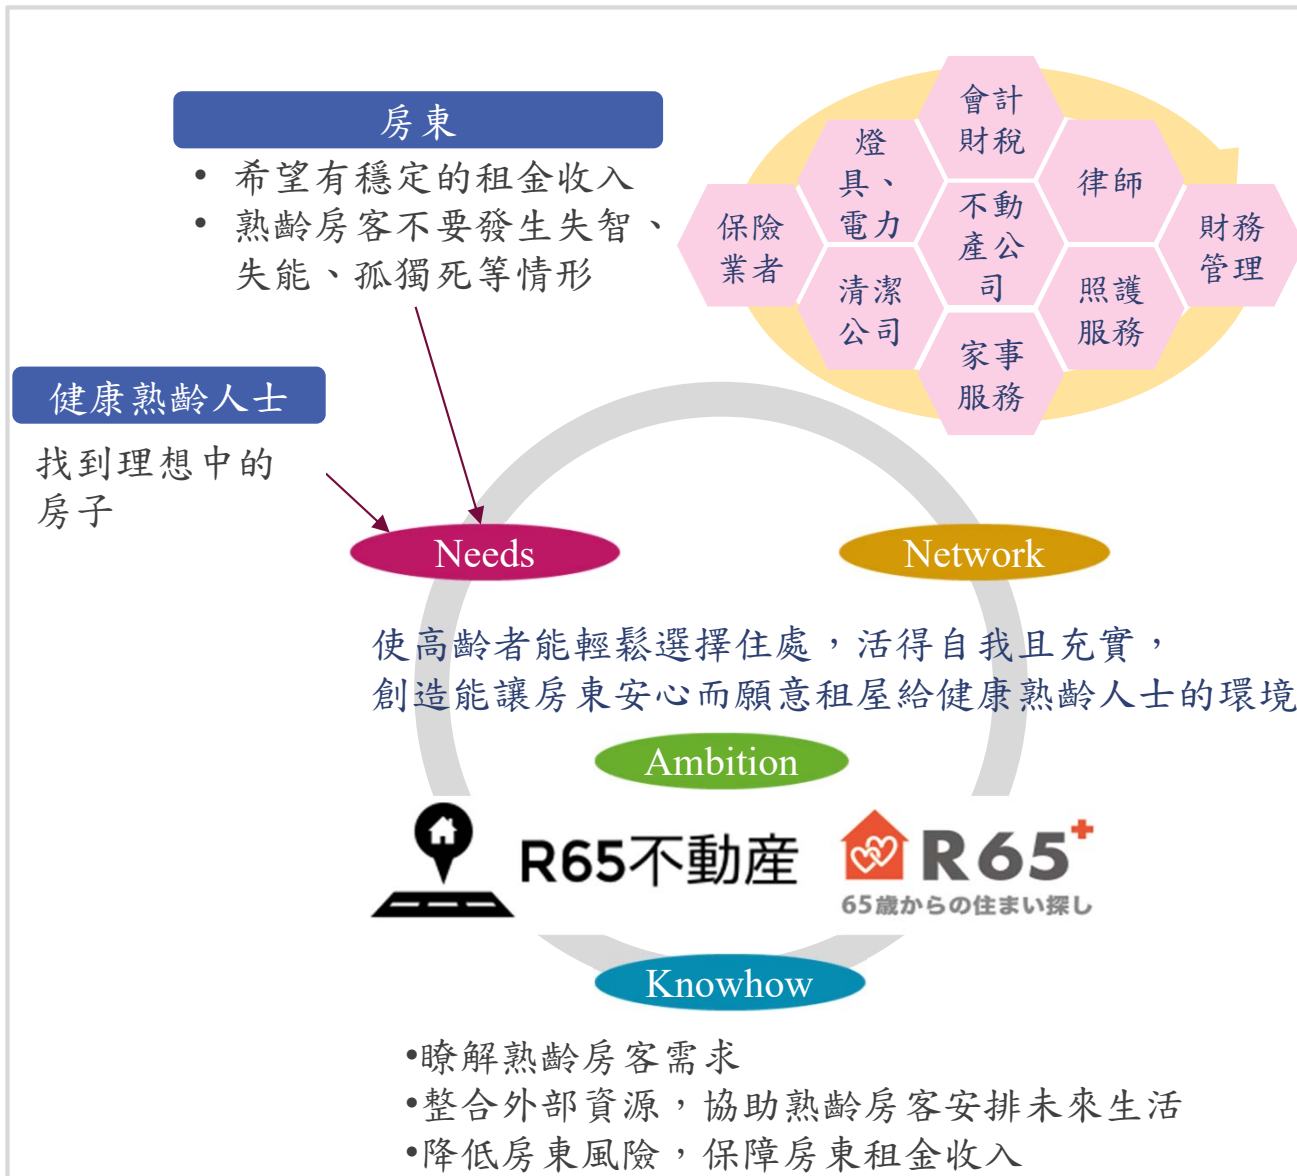 房東
• 希望有穩定的租金收入
• 熟齡房客不要發生失智、
失能、孤獨死等情形
健康熟齡人士
找到理想中的
房子
會計
財稅
燈
具、
電力
律師
保險
業者
不動
產公
司
財務
管理
清潔
公司
照護
服務
家事
服務
Needs
Network
使高齡者能輕鬆選擇住處，活得自我且充實，
創造能讓房東安心而願意租屋給健康熟齡人士的環境
Ambition
R65不動産
R65+
65歳からの住まい探し
Knowhow
•瞭解熟齡房客需求
•整合外部資源，協助熟齡房客安排未來生活
•降低房東風險，保障房東租金收入